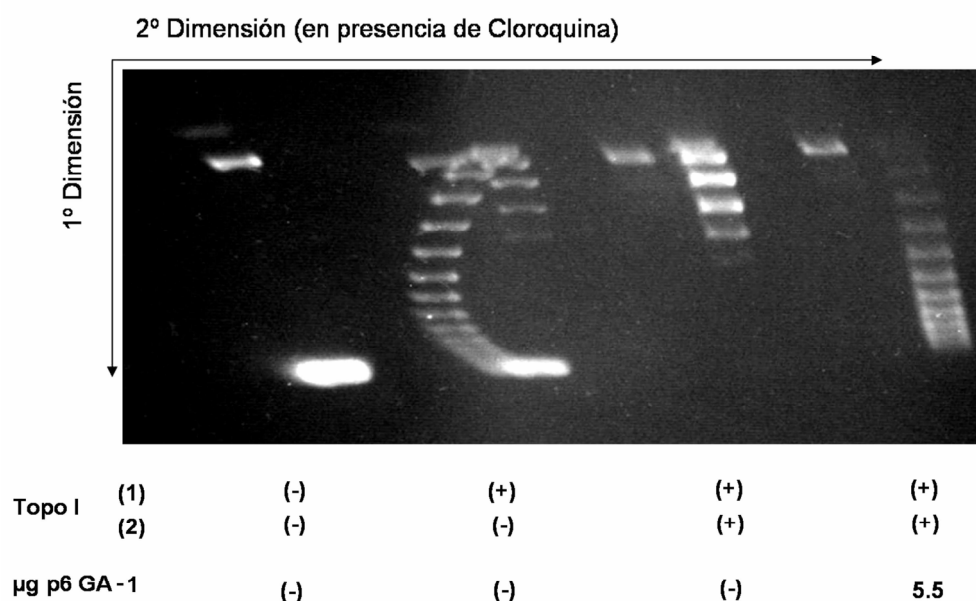 2º Dimensión (en presencia de Cloroquina)
1º Dimensión
Topo I
(1) (-) (+) (+) (+)
(2) (-) (-) (+) (+)
µg p6 GA-1 (-) (-) (-) 5.5